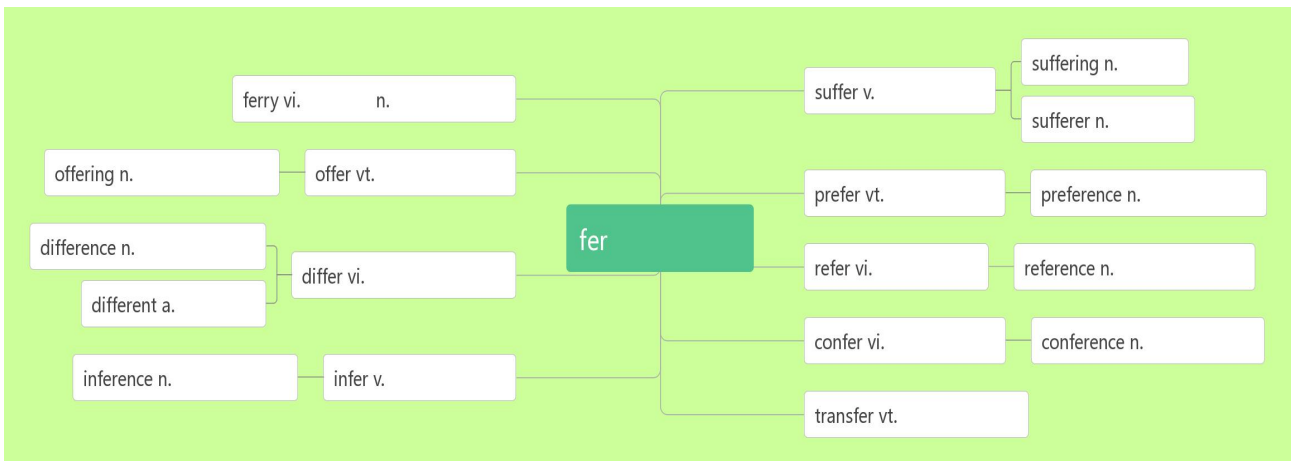 fer
suffer v.
suffering n.
sufferer n.
prefer vt.
preference n.
refer vi.
reference n.
confer vi.
conference n.
transfer vt.
ferry vi. n.
offer vt.
offering n.
differ vi.
difference n.
different a.
infer v.
inference n.